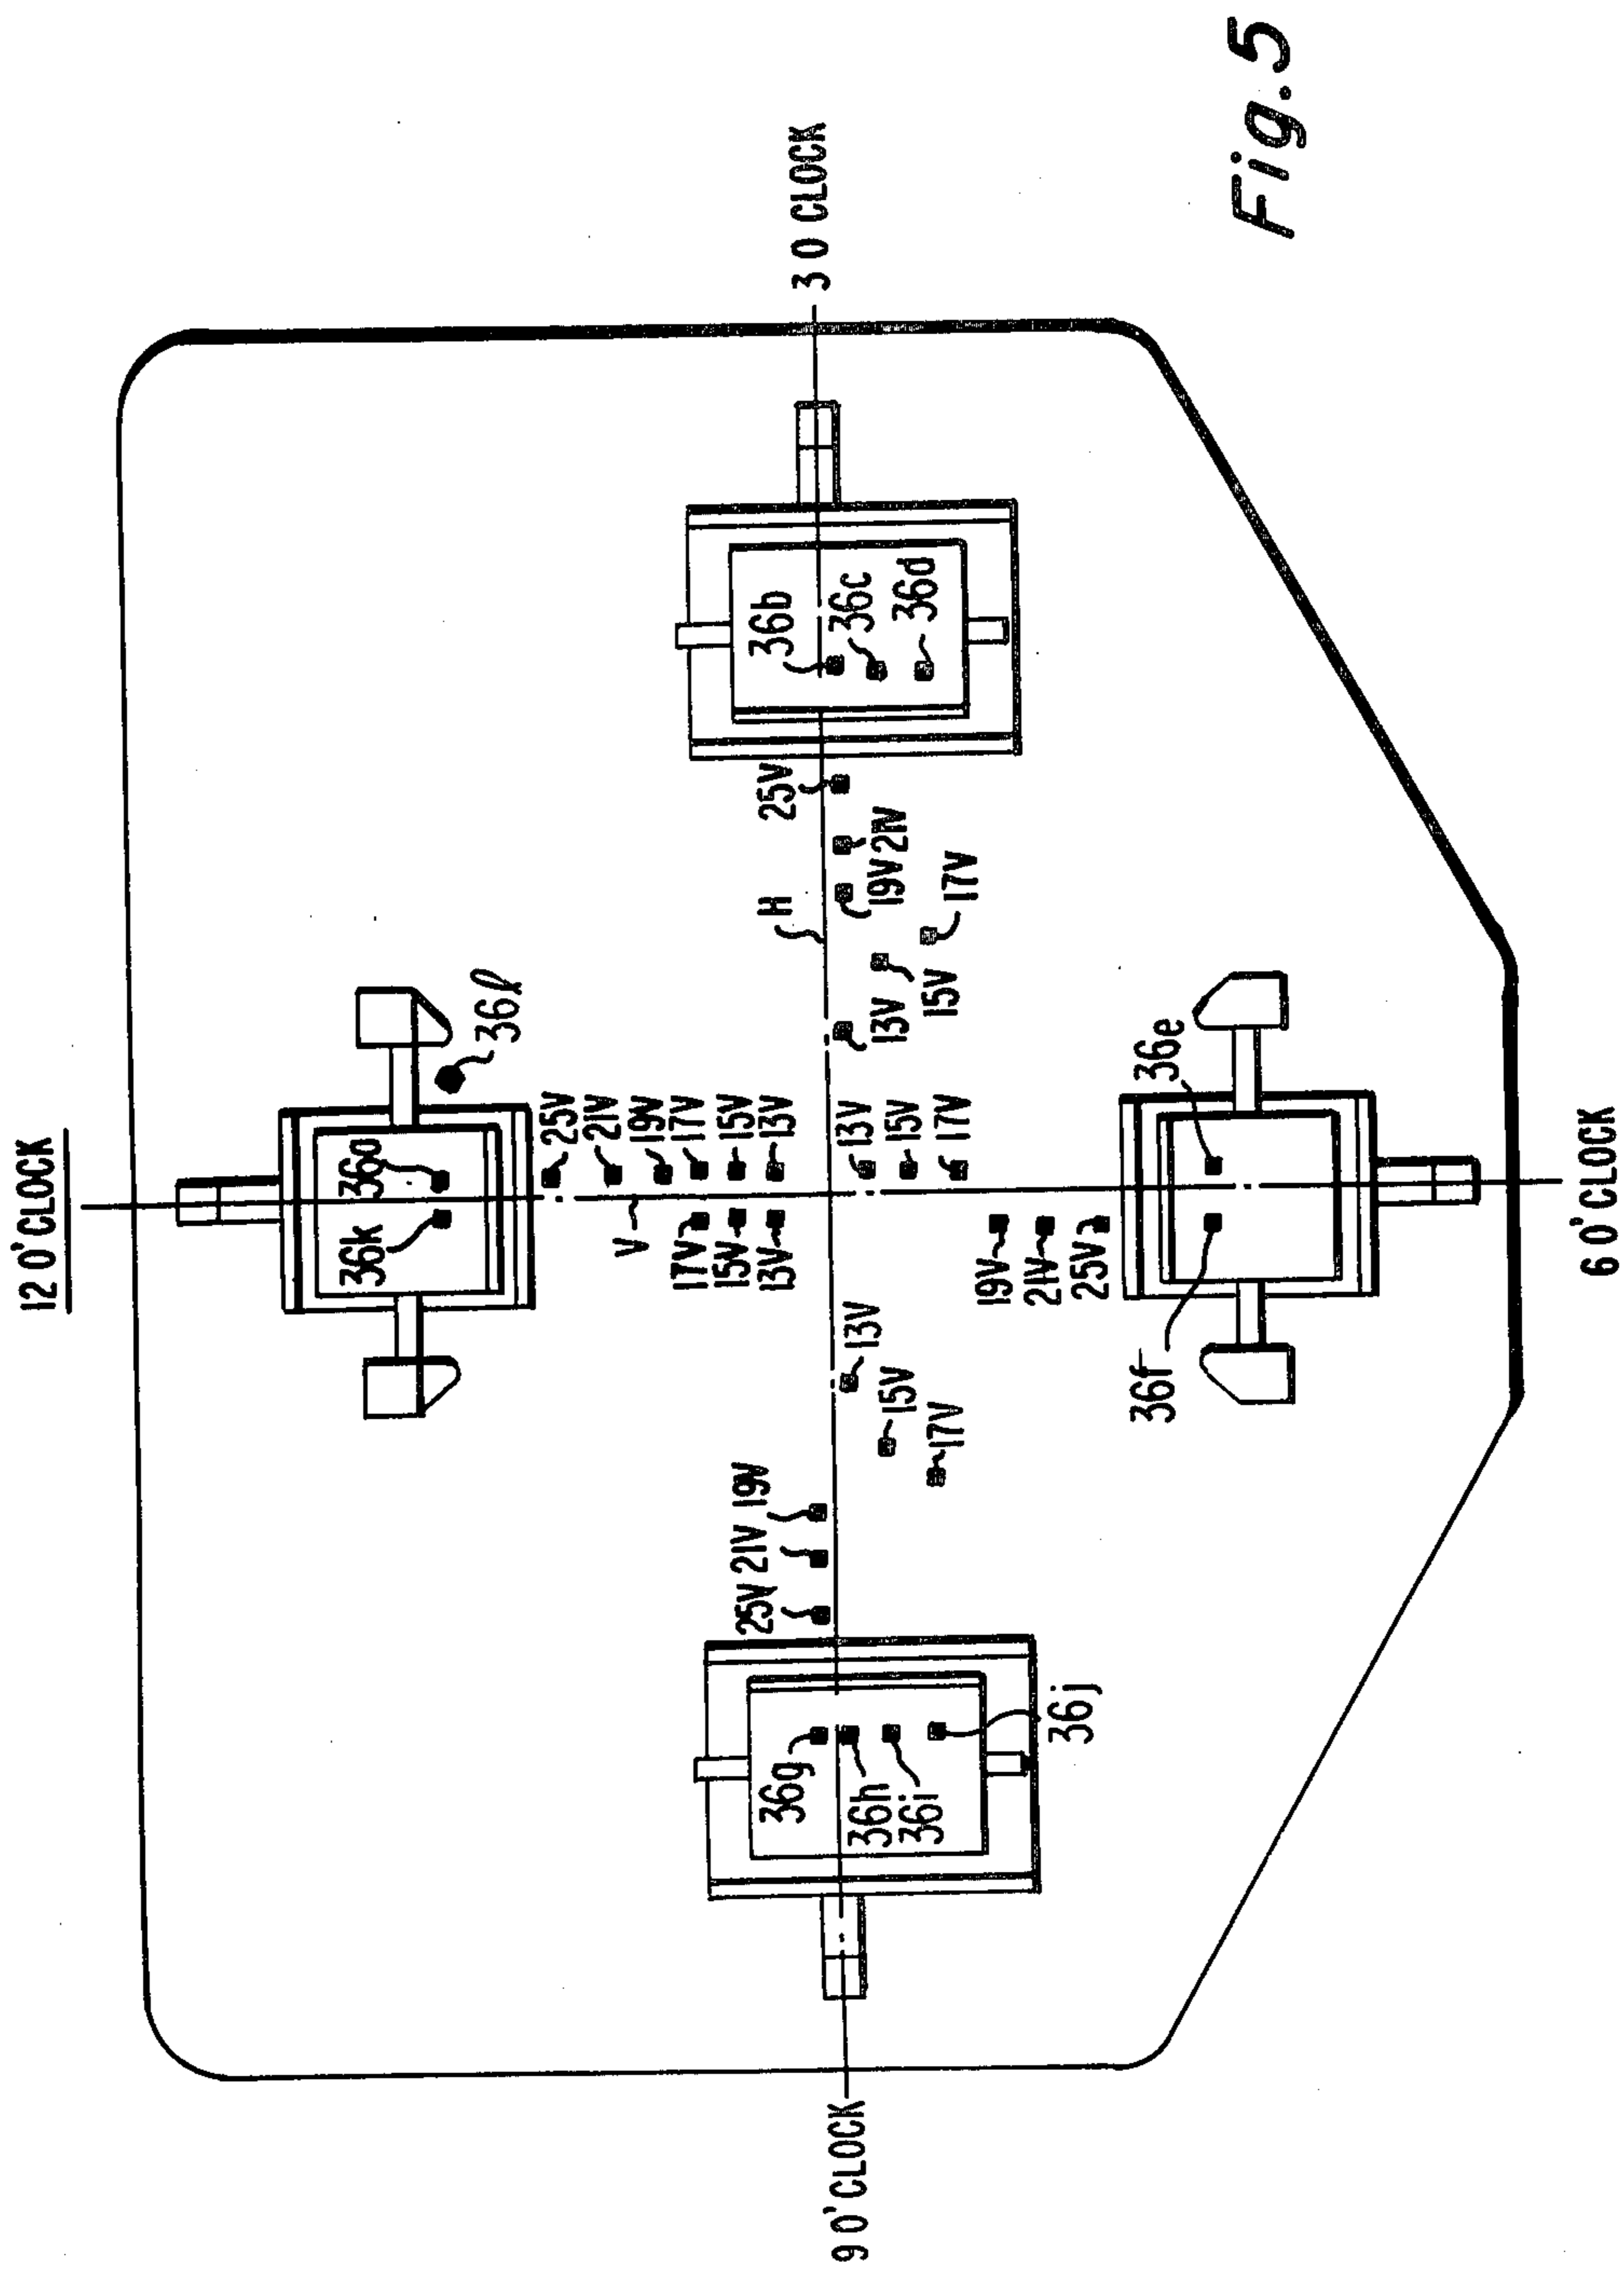 12 O'CLOCK
36k 36a
36l
25V
21V
V 19V
17V 17V
15V 15V
13V 13V
25V 21V 19V H 25V 36b
36g
3 O CLOCK
9 O'CLOCK
36h 13V 13V 13V 19V 21V 36c
36i 15V 15V 36d
17V 17V 15V 17V
19V
21V
36j 25V
36f 36e
6 O'CLOCK
Fig.5